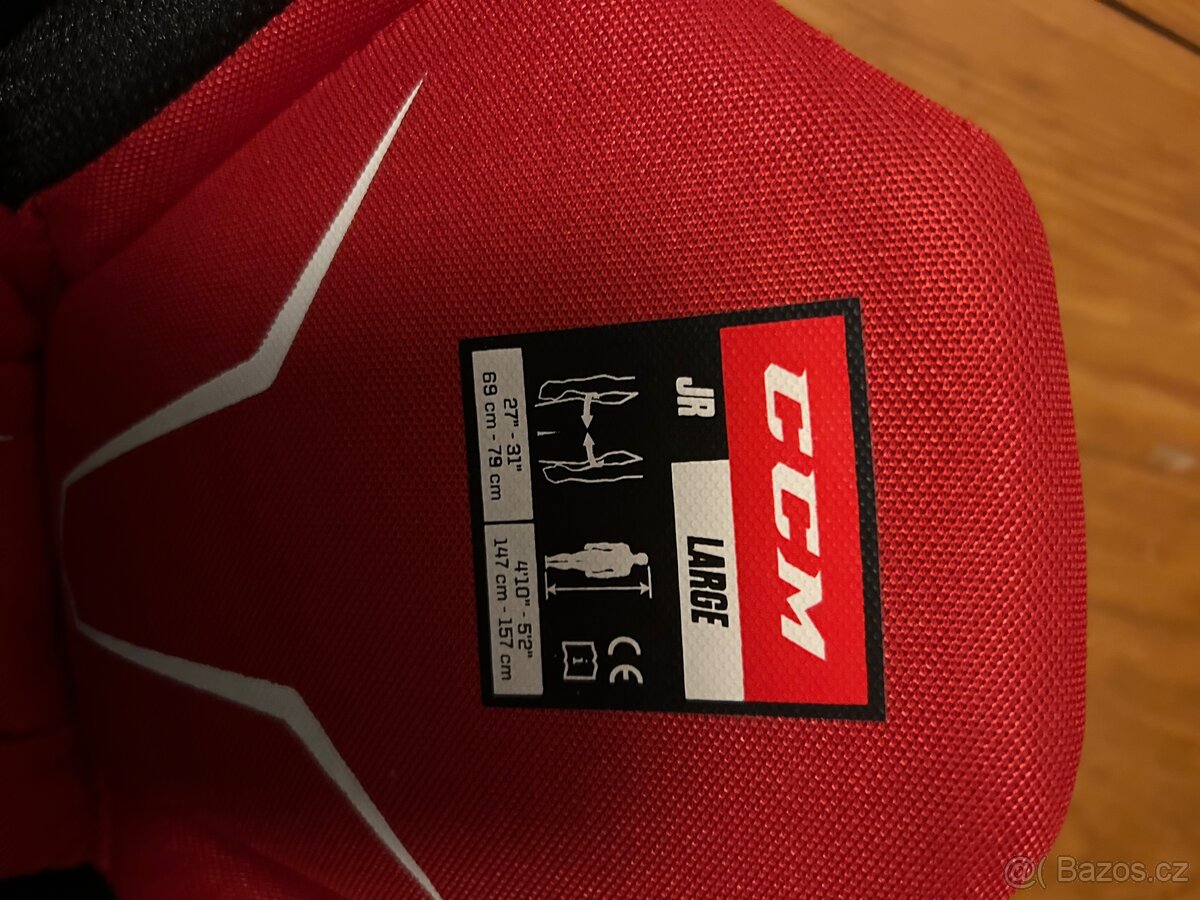 CCM
JR
LARGE
CE
i
27" - 31"
69 cm - 79 cm
4'10" - 5'2"
147 cm - 157 cm
@( Bazos.cz